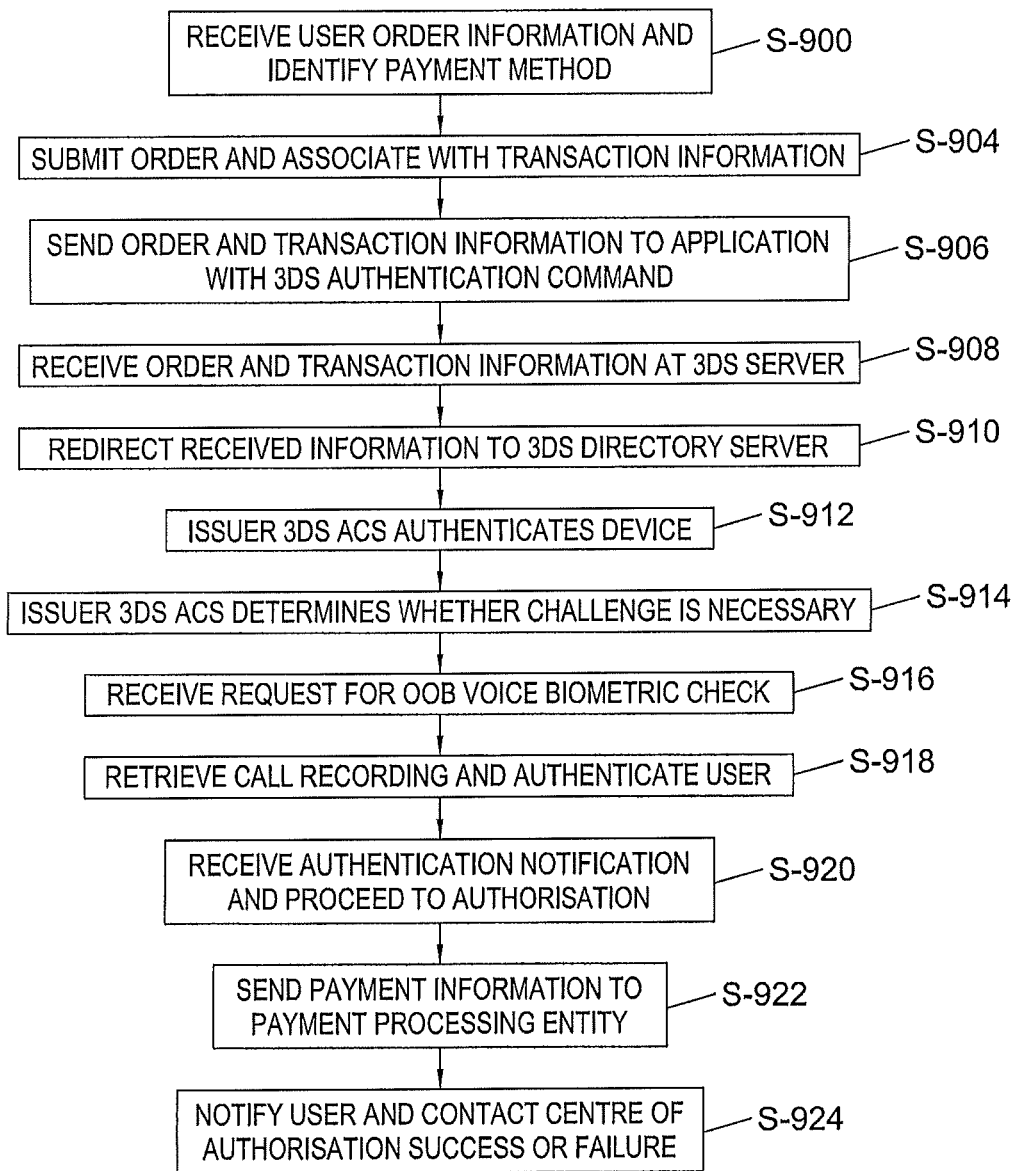 RECEIVE USER ORDER INFORMATION AND
IDENTIFY PAYMENT METHOD
S-900
SUBMIT ORDER AND ASSOCIATE WITH TRANSACTION INFORMATION
S-904
SEND ORDER AND TRANSACTION INFORMATION TO APPLICATION
WITH 3DS AUTHENTICATION COMMAND
S-906
RECEIVE ORDER AND TRANSACTION INFORMATION AT 3DS SERVER
S-908
REDIRECT RECEIVED INFORMATION TO 3DS DIRECTORY SERVER
S-910
ISSUER 3DS ACS AUTHENTICATES DEVICE
S-912
ISSUER 3DS ACS DETERMINES WHETHER CHALLENGE IS NECESSARY
S-914
RECEIVE REQUEST FOR OOB VOICE BIOMETRIC CHECK
S-916
RETRIEVE CALL RECORDING AND AUTHENTICATE USER
S-918
RECEIVE AUTHENTICATION NOTIFICATION
AND PROCEED TO AUTHORISATION
S-920
SEND PAYMENT INFORMATION TO
PAYMENT PROCESSING ENTITY
S-922
NOTIFY USER AND CONTACT CENTRE OF
AUTHORISATION SUCCESS OR FAILURE
S-924